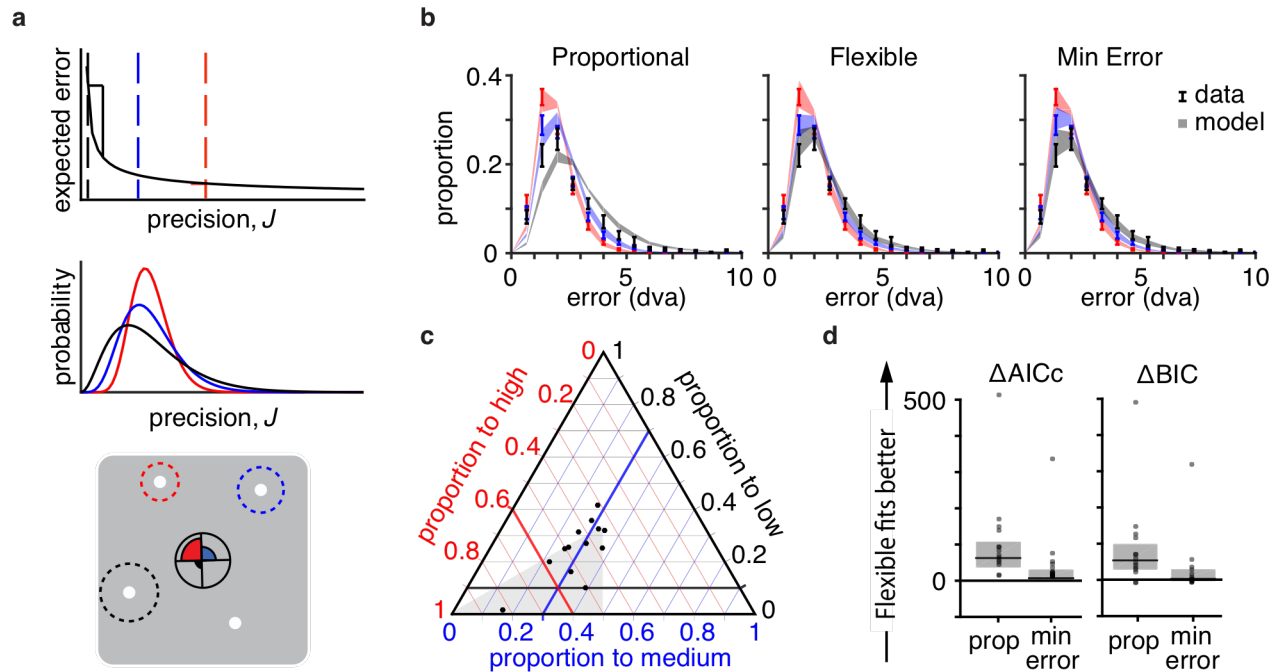 a
expected error
precision, J
probability
precision, J
b
Proportional
Flexible
Min Error
data
model
proportion
0.4
0.2
0
0
5
10
0
5
10
0
5
10
error (dva)
error (dva)
error (dva)
c
proportion to high
0
0.2
0.4
0.6
0.8
1
proportion to low
1
0.8
0.6
0.4
0.2
0
0
0.2
0.4
0.6
0.8
1
proportion to medium
d
Flexible fits better
ΔAICc
ΔBIC
500
0
prop
min
error
prop
min
error